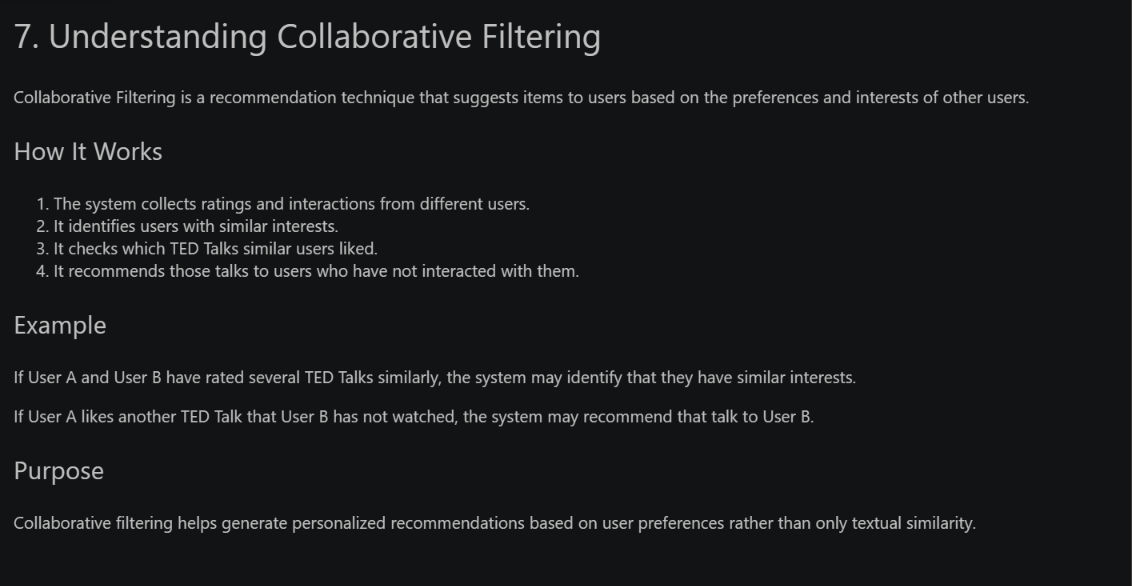 7. Understanding Collaborative Filtering
Collaborative Filtering is a recommendation technique that suggests items to users based on the preferences and interests of other users.
How It Works
1. The system collects ratings and interactions from different users.
2. It identifies users with similar interests.
3. It checks which TED Talks similar users liked.
4. It recommends those talks to users who have not interacted with them.
Example
If User A and User B have rated several TED Talks similarly, the system may identify that they have similar interests.
If User A likes another TED Talk that User B has not watched, the system may recommend that talk to User B.
Purpose
Collaborative filtering helps generate personalized recommendations based on user preferences rather than only textual similarity.